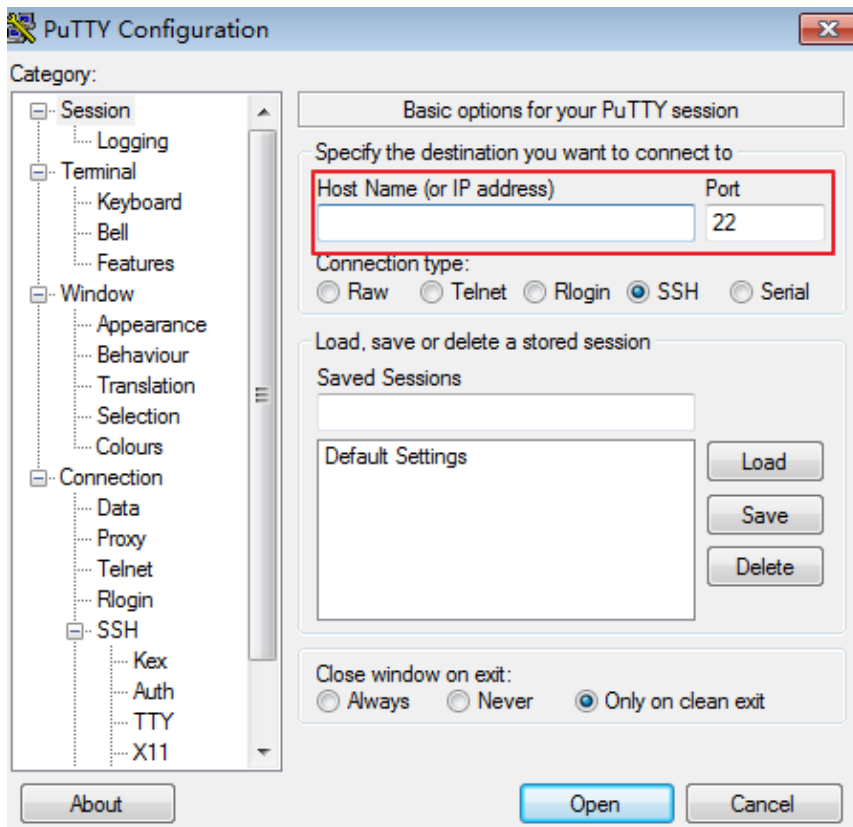 PuTTY Configuration
Category:
Session
Logging
Terminal
Keyboard
Bell
Features
Window
Appearance
Behaviour
Translation
Selection
Colours
Connection
Data
Proxy
Telnet
Rlogin
SSH
Kex
Auth
TTY
X11
Basic options for your PuTTY session
Specify the destination you want to connect to
Host Name (or IP address) Port
22
Connection type:
Raw Telnet Rlogin SSH Serial
Load, save or delete a stored session
Saved Sessions
Default Settings
Load
Save
Delete
Close window on exit:
Always Never Only on clean exit
About Open Cancel